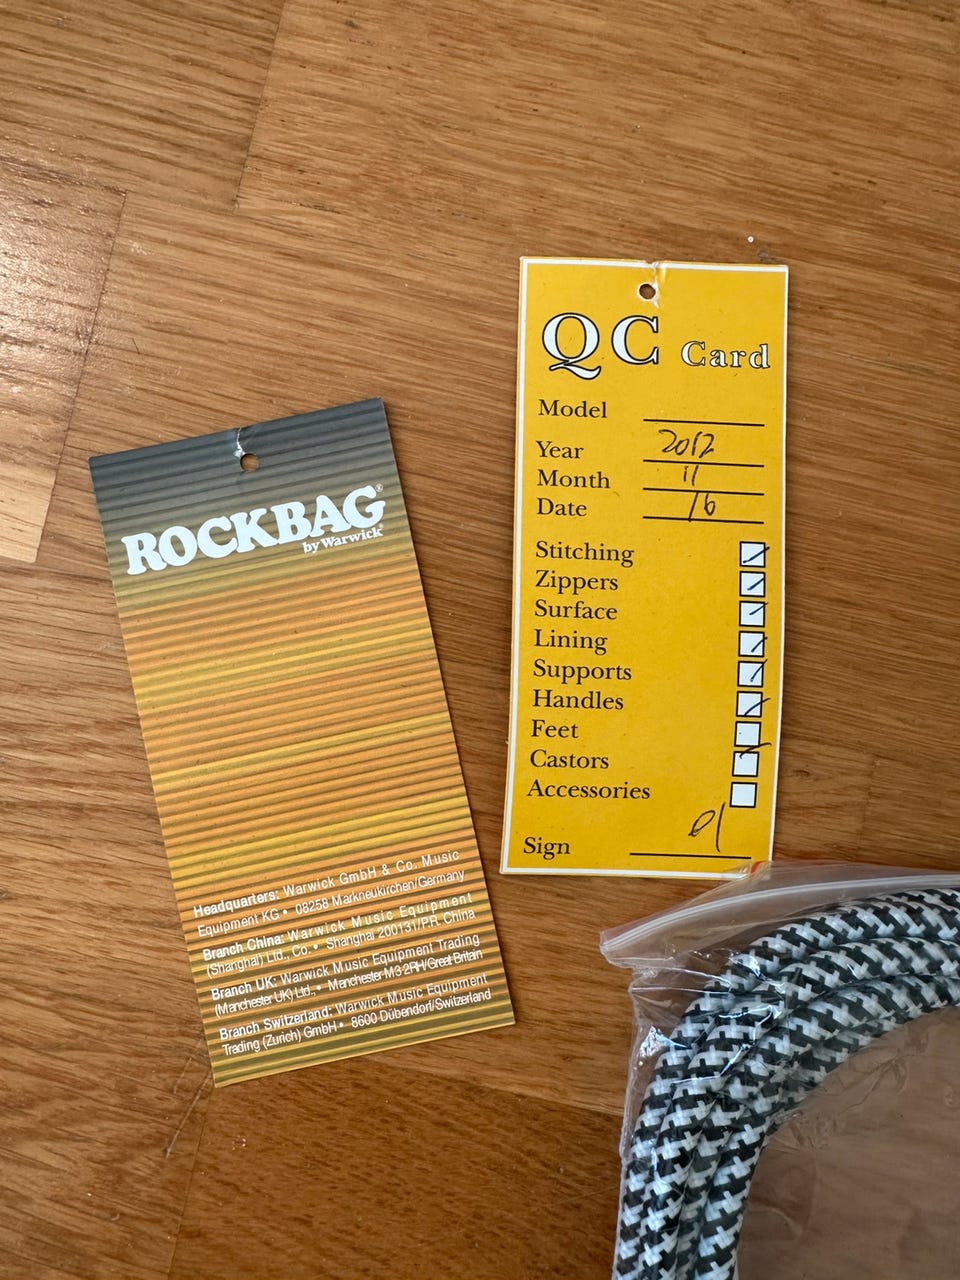 ROCKBAG®
by Warwick®
Headquarters: Warwick GmbH & Co. Music
Equipment KG • 08258 Markneukirchen/Germany
Branch China: Warwick Music Equipment
(Shanghai) Ltd., Co. • Shanghai 200131/P.R. China
Branch UK: Warwick Music Equipment Trading
(Manchester UK) Ltd., • Manchester M3 2RH/Great Britain
Branch Switzerland: Warwick Music Equipment
Trading (Zurich) GmbH • 8600 Dübendorf/Switzerland
QC Card
Model
Year 2012
Month 11
Date 16
Stitching
Zippers
Surface
Lining
Supports
Handles
Feet
Castors
Accessories
Sign